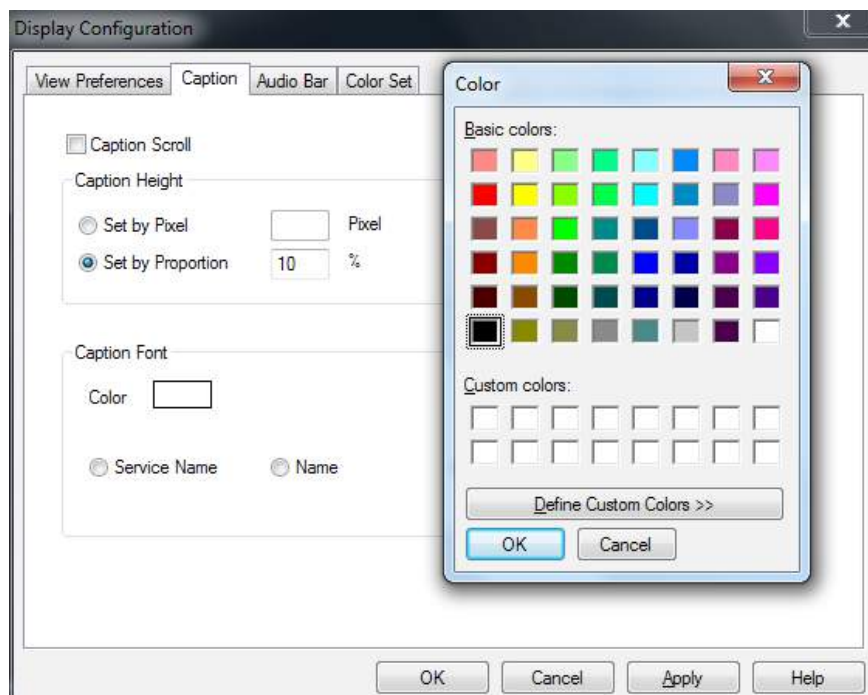 Display Configuration
x
View Preferences Caption Audio Bar Color Set
Caption Scroll
Caption Height
Set by Pixel Pixel
Set by Proportion 10 %
Caption Font
Color
Service Name Name
Color
x
Basic colors:
Custom colors:
Define Custom Colors >>
OK Cancel
OK Cancel Apply Help